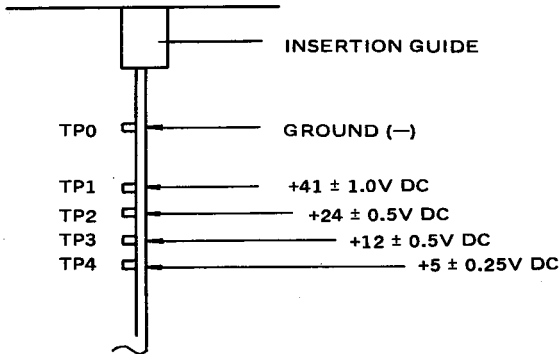 INSERTION GUIDE
TP0 GROUND (—)
TP1 +41 ± 1.0V DC
TP2 +24 ± 0.5V DC
TP3 +12 ± 0.5V DC
TP4 +5 ± 0.25V DC